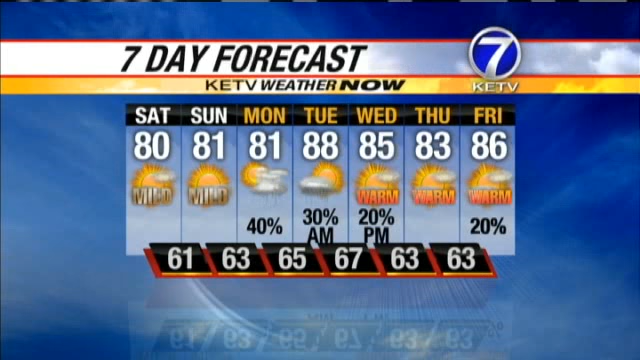 7 DAY FORECAST
7
KETV WEATHER NOW
KETV
SAT SUN MON TUE WED THU FRI
80 81 81 88 85 83 86
MILD MILD WARM WARM WARM
40% 30% AM 20% PM 20%
61 63 65 67 63 63